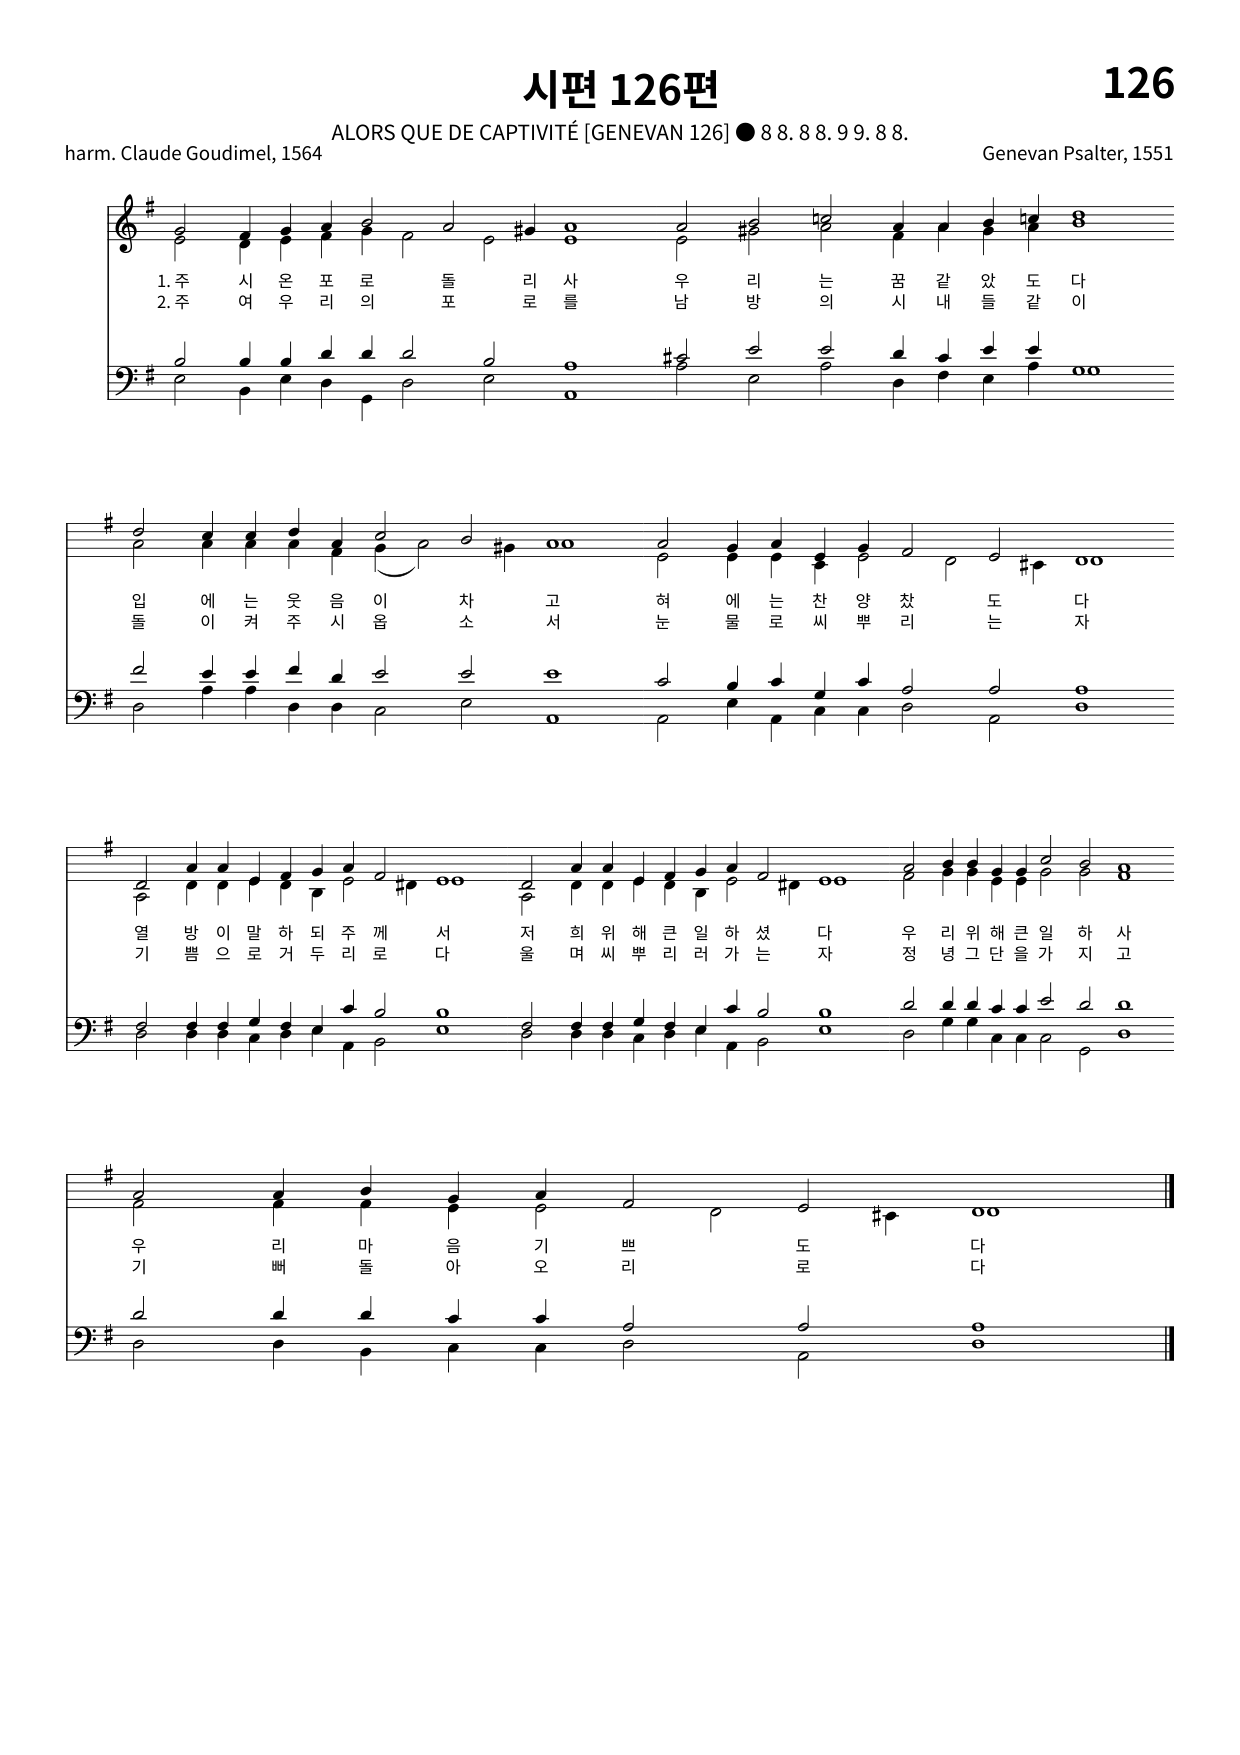 시편 126편
126
ALORS QUE DE CAPTIVITÉ [GENEVAN 126] ● 8 8. 8 8. 9 9. 8 8.
harm. Claude Goudimel, 1564
Genevan Psalter, 1551
1. 주 시 온 포 로 돌 리 사 우 리 는 꿈 같 았 도 다
2. 주 여 우 리 의 포 로 를 남 방 의 시 내 들 같 이
입 에 는 웃 음 이 차 고 혀 에 는 찬 양 찼 도 다
돌 이 켜 주 시 옵 소 서 눈 물 로 씨 뿌 리 는 자
열 방 이 말 하 되 주 께 서 저 희 위 해 큰 일 하 셨 다 우 리 위 해 큰 일 하 사
기 쁨 으 로 거 두 리 로 다 울 며 씨 뿌 리 러 가 는 자 정 녕 그 단 을 가 지 고
우 리 마 음 기 쁘 도 다
기 뻐 돌 아 오 리 로 다